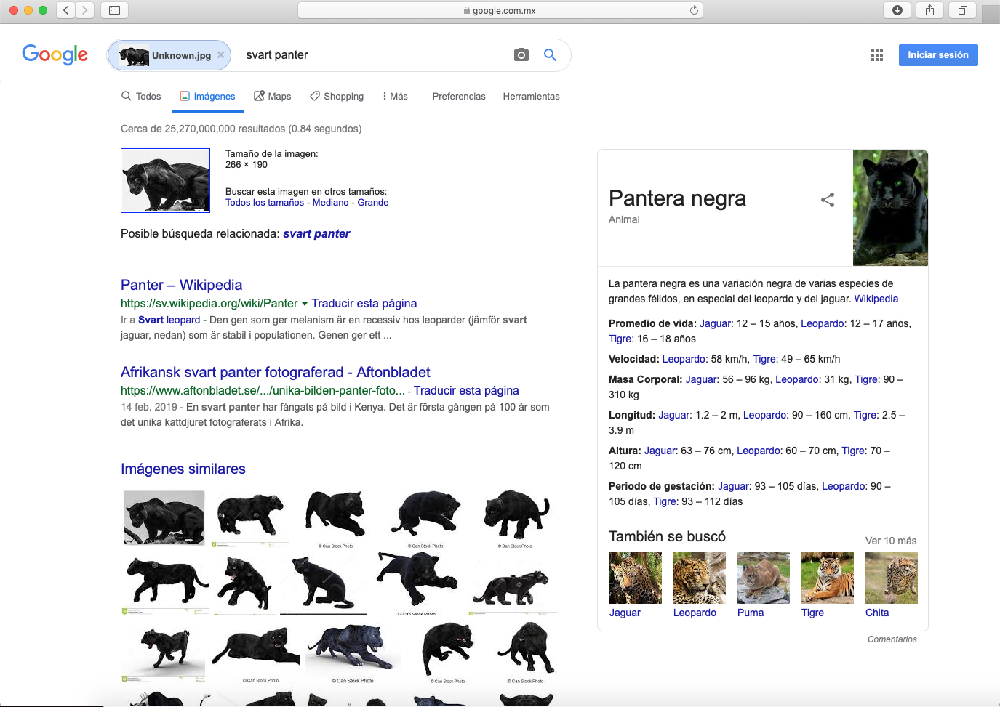 google.com.mx
Google
Unknown.jpg × svart panter
Iniciar sesión
Todos Imágenes Maps Shopping Más Preferencias Herramientas
Cerca de 25,270,000,000 resultados (0.84 segundos)
Tamaño de la imagen:
266 × 190
Buscar esta imagen en otros tamaños:
Todos los tamaños - Mediano - Grande
Posible búsqueda relacionada: svart panter
Panter – Wikipedia
https://sv.wikipedia.org/wiki/Panter Traducir esta página
Ir a Svart leopard - Den gen som ger melanism är en recessiv hos leoparder (jämför svart
jaguar, nedan) som är stabil i populationen. Genen ger ett ...
Afrikansk svart panter fotograferad - Aftonbladet
https://www.aftonbladet.se/.../unika-bilden-panter-foto... - Traducir esta página
14 feb. 2019 - En svart panter har fångats på bild i Kenya. Det är första gången på 100 år som
det unika kattdjuret fotograferats i Afrika.
Imágenes similares
© Can Stock Photo
© Can Stock Photo
© Can Stock Photo
© Can Stock Photo
© Can Stock Photo
© Can Stock Photo
© Can Stock Photo
© Can Stock Photo
Pantera negra
Animal
La pantera negra es una variación negra de varias especies de
grandes félidos, en especial del leopardo y del jaguar. Wikipedia
Promedio de vida: Jaguar: 12 – 15 años, Leopardo: 12 – 17 años,
Tigre: 16 – 18 años
Velocidad: Leopardo: 58 km/h, Tigre: 49 – 65 km/h
Masa Corporal: Jaguar: 56 – 96 kg, Leopardo: 31 kg, Tigre: 90 –
310 kg
Longitud: Jaguar: 1.2 – 2 m, Leopardo: 90 – 160 cm, Tigre: 2.5 –
3.9 m
Altura: Jaguar: 63 – 76 cm, Leopardo: 60 – 70 cm, Tigre: 70 –
120 cm
Periodo de gestación: Jaguar: 93 – 105 días, Leopardo: 90 –
105 días, Tigre: 93 – 112 días
También se buscó
Ver 10 más
Jaguar Leopardo Puma Tigre Chita
Comentarios